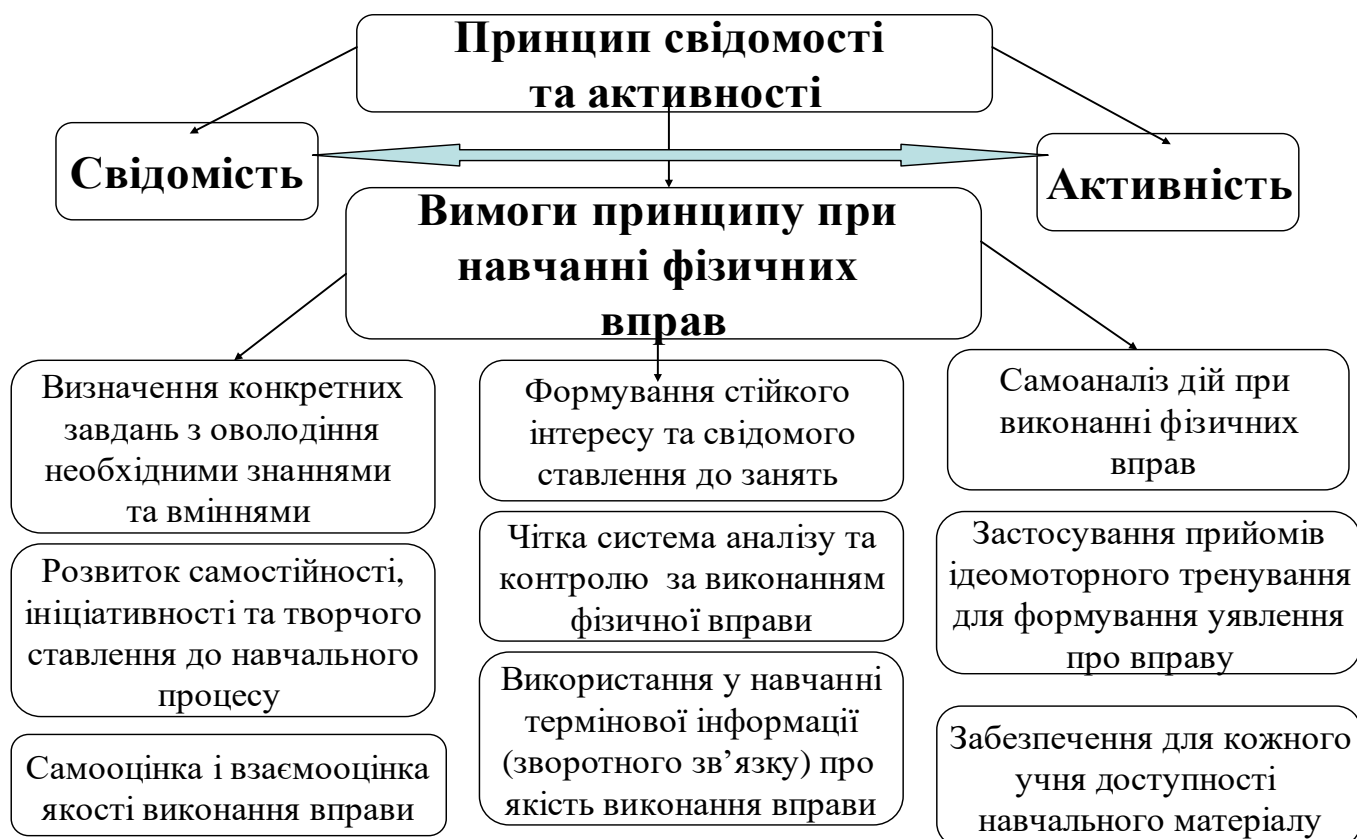 Принцип свідомості
та активності
Свідомість
Активність
Вимоги принципу при
навчанні фізичних
вправ
Визначення конкретних
завдань з оволодіння
необхідними знаннями
та вміннями
Розвиток самостійності,
ініціативності та творчого
ставлення до навчального
процесу
Самооцінка і взаємооцінка
якості виконання вправи
Формування стійкого
інтересу та свідомого
ставлення до занять
Чітка система аналізу та
контролю за виконанням
фізичної вправи
Використання у навчанні
термінової інформації
(зворотного зв’язку) про
якість виконання вправи
Самоаналіз дій при
виконанні фізичних
вправ
Застосування прийомів
ідеомоторного тренування
для формування уявлення
про вправу
Забезпечення для кожного
учня доступності
навчального матеріалу